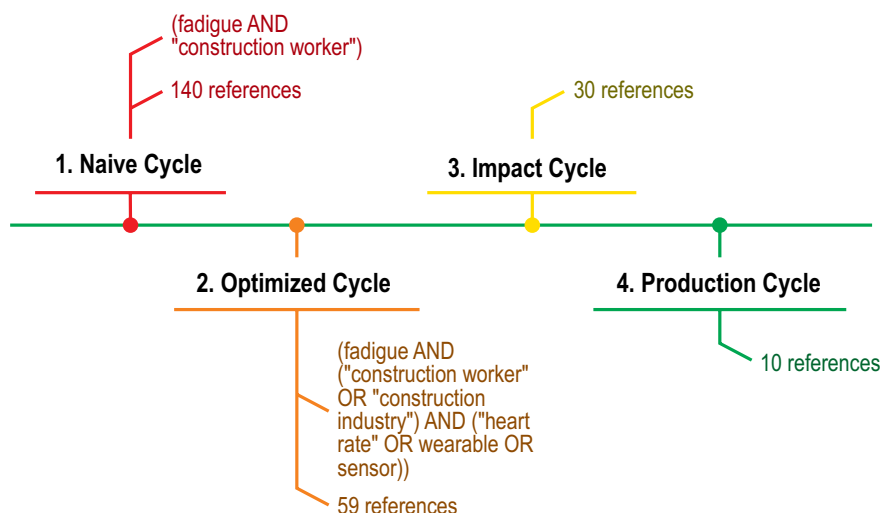 (fadigue AND
"construction worker")
140 references
1. Naive Cycle
30 references
3. Impact Cycle
2. Optimized Cycle
(fadigue AND
("construction worker"
OR "construction
industry") AND ("heart
rate" OR wearable OR
sensor))
59 references
4. Production Cycle
10 references